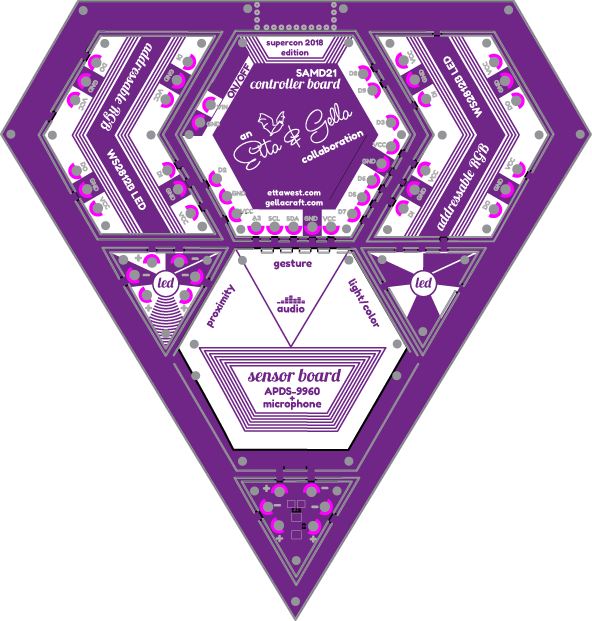 supercon 2018
edition
ON/OFF
SAMD21
controller board
an
Etta & Gella
collaboration
ettawest.com
gellacraft.com
A2 SCL SDA GND VCC
addressable RGB
WS2812B LED
WS2812B LED
addressable RGB
led
led
gesture
proximity
audio
light/color
sensor board
APDS-9960
+
microphone